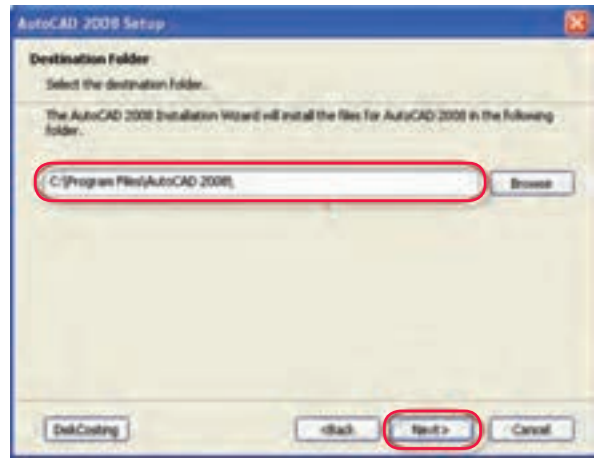 AutoCAD 2008 Setup
Destination Folder
Select the destination folder.
The AutoCAD 2008 Installation Wizard will install the files for AutoCAD 2008 in the following
folder.
C:\Program Files\AutoCAD 2008\
Browse
DiskCosting
<Back
Next>
Cancel